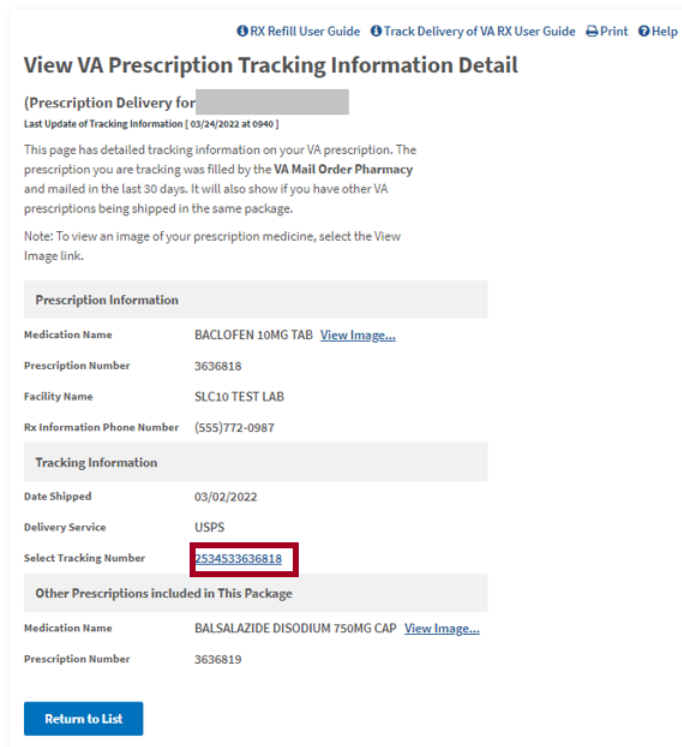 RX Refill User Guide Track Delivery of VA RX User Guide Print Help
View VA Prescription Tracking Information Detail
(Prescription Delivery for
Last Update of Tracking Information [ 03/24/2022 at 0940 ]
This page has detailed tracking information on your VA prescription. The
prescription you are tracking was filled by the VA Mail Order Pharmacy
and mailed in the last 30 days. It will also show if you have other VA
prescriptions being shipped in the same package.
Note: To view an image of your prescription medicine, select the View
Image link.
Prescription Information
Medication Name BACLOFEN 10MG TAB View Image...
Prescription Number 3636818
Facility Name SLC10 TEST LAB
Rx Information Phone Number (555)772-0987
Tracking Information
Date Shipped 03/02/2022
Delivery Service USPS
Select Tracking Number 2534533636818
Other Prescriptions included in This Package
Medication Name BALSALAZIDE DISODIUM 750MG CAP View Image...
Prescription Number 3636819
Return to List